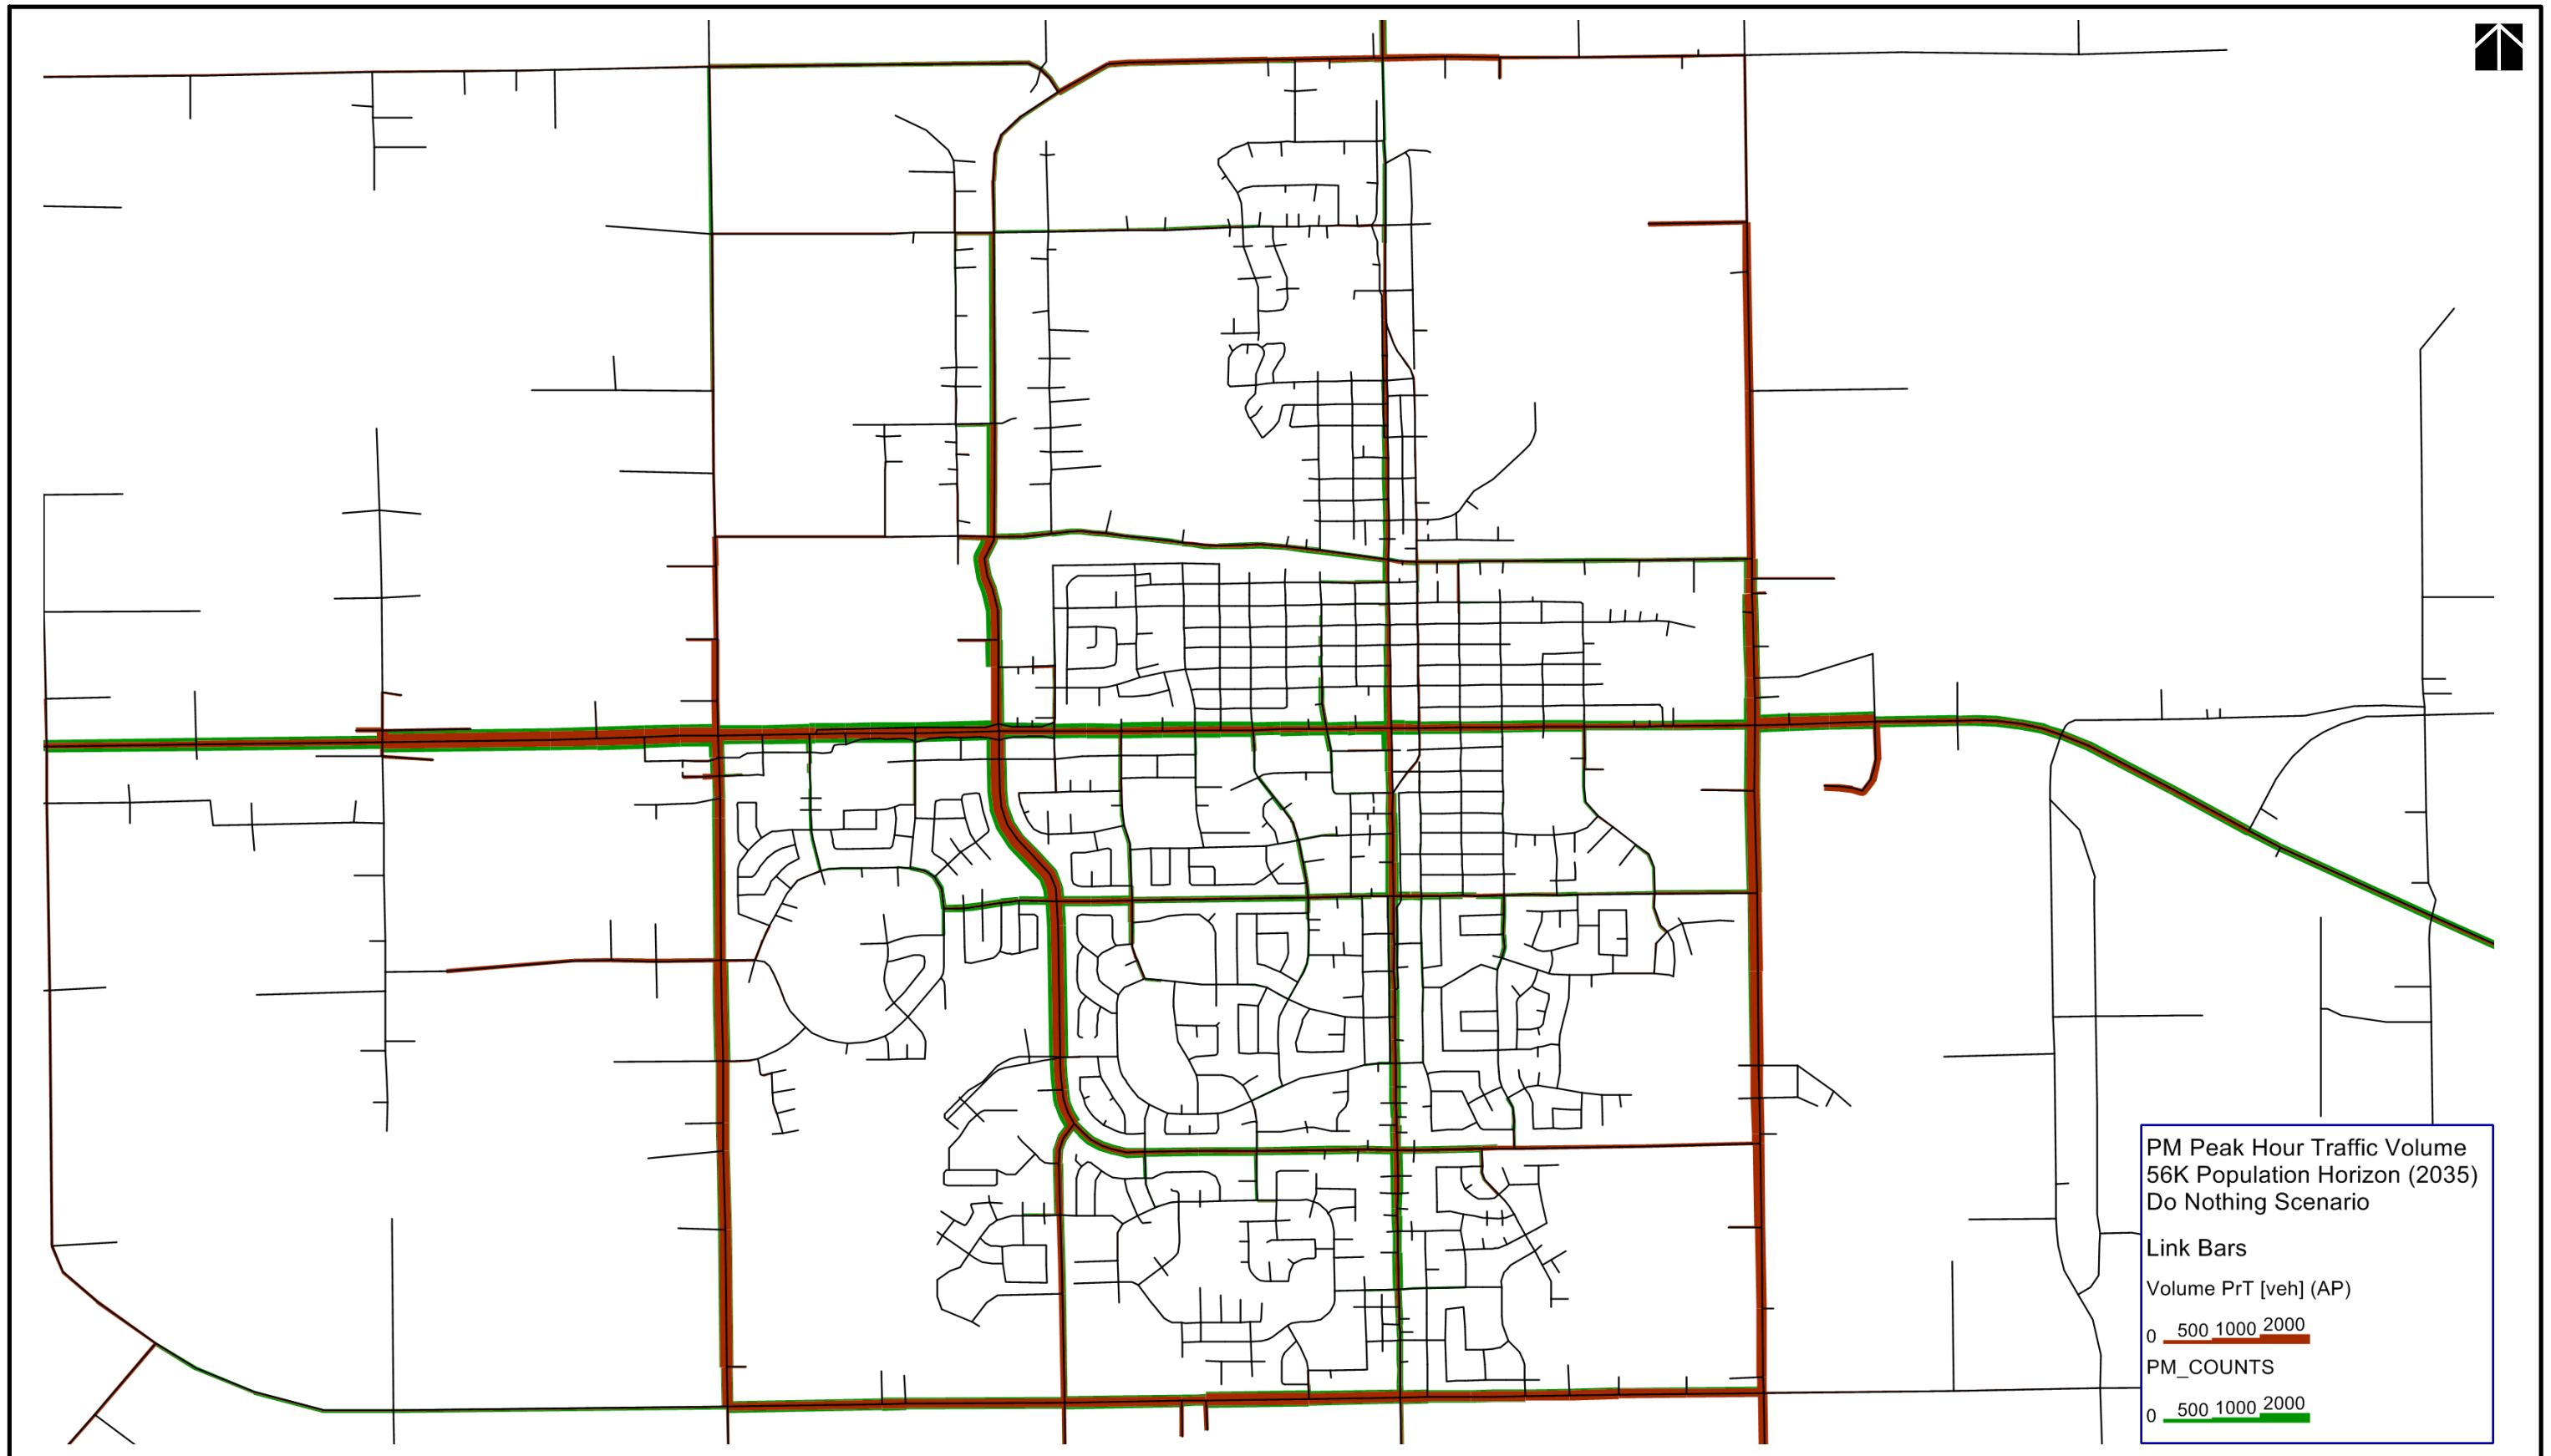 PM Peak Hour Traffic Volume
56K Population Horizon (2035)
Do Nothing Scenario
Link Bars
Volume PrT [veh] (AP)
0 500 1000 2000
PM_COUNTS
0 500 1000 2000